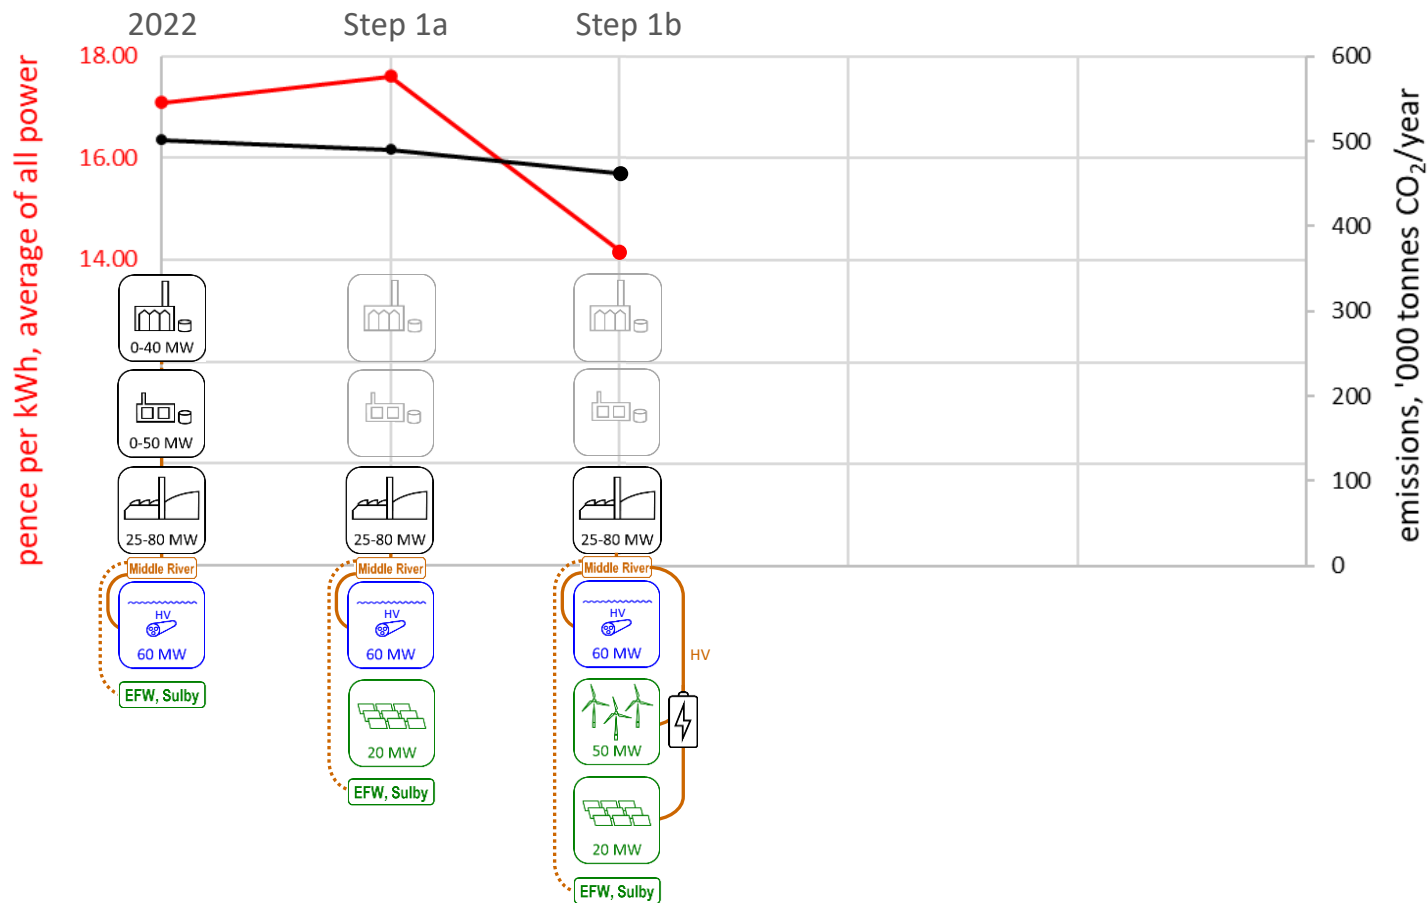 2022 Step 1a Step 1b
pence per kWh, average of all power
18.00
16.00
14.00
600
500
400
300
200
100
0
emissions, '000 tonnes CO₂/year
0-40 MW
0-50 MW
25-80 MW
Middle River
HV
60 MW
EFW, Sulby
25-80 MW
Middle River
HV
60 MW
20 MW
EFW, Sulby
25-80 MW
Middle River
HV
60 MW
HV
50 MW
20 MW
EFW, Sulby